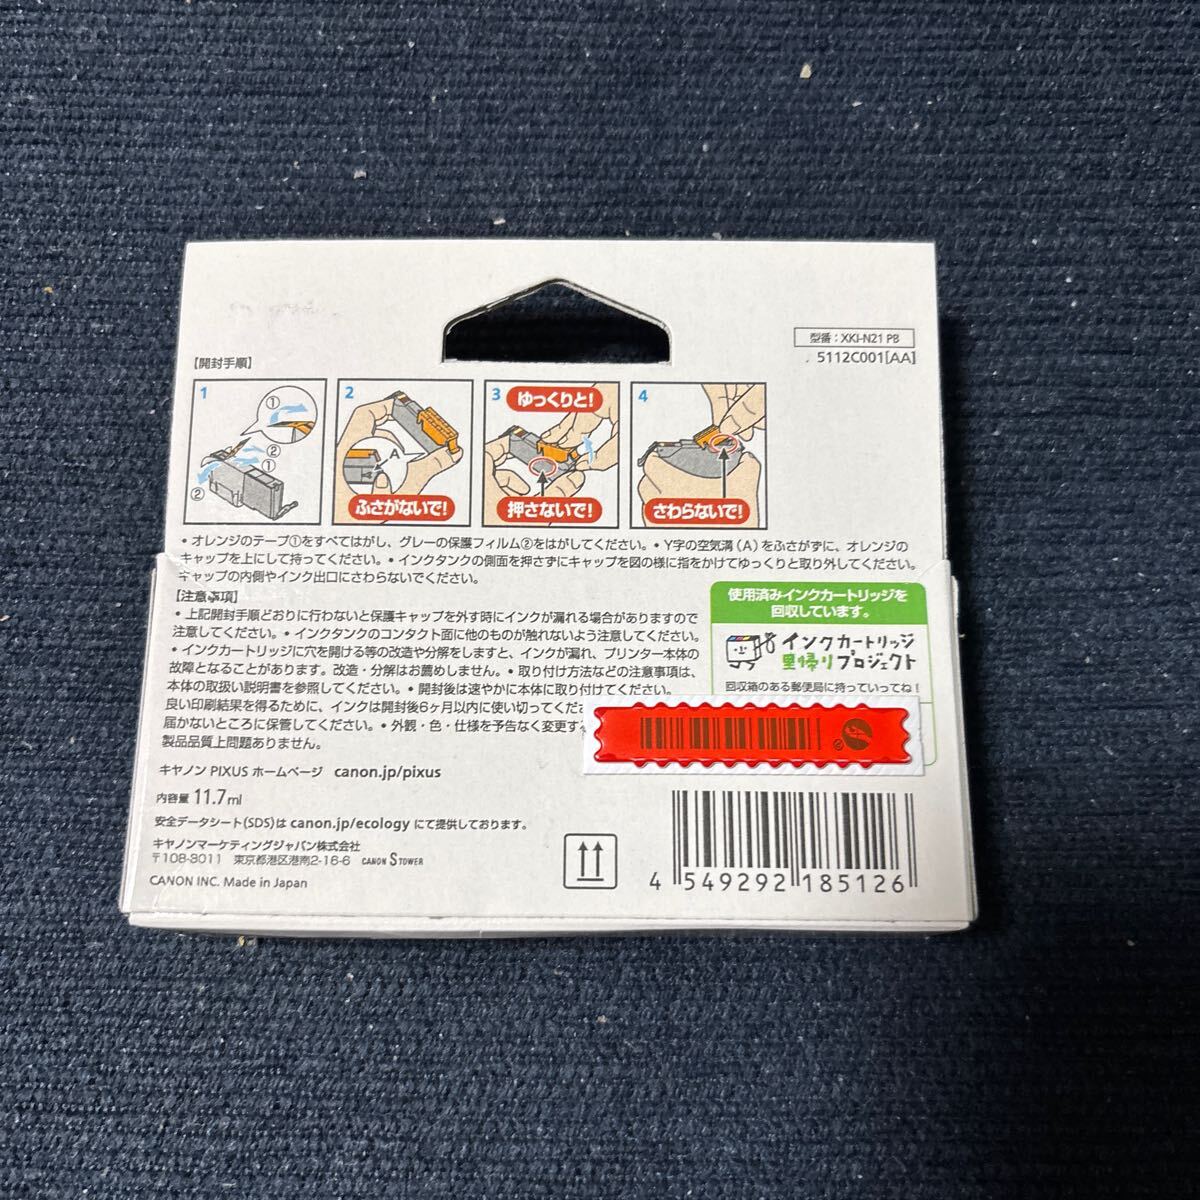 型番：XKI-N21 PB
5112C001[AA]
【開封手順】
1
①
②
①
②
2
A
ふさがないで!
3
ゆっくりと!
押さないで!
4
さわらないで!
・オレンジのテープ①をすべてはがし、グレーの保護フィルム②をはがしてください。・Y字の空気溝（A）をふさがずに、オレンジの
キャップを上にして持ってください。・インクタンクの側面を押さずにキャップを図の様に指をかけてゆっくりと取り外してください。
キャップの内側やインク出口にさわらないでください。
【注意事項】
・上記開封手順どおりに行わないと保護キャップを外す時にインクが漏れる場合がありますので
注意してください。・インクタンクのコンタクト面に他のものが触れないよう注意してください。
・インクカートリッジに穴を開ける等の改造や分解をしますと、インクが漏れ、プリンター本体の
故障となることがあります。改造・分解はお薦めしません。・取り付け方法などの注意事項は、
本体の取扱い説明書を参照してください。・開封後は速やかに本体に取り付けてください。
良い印刷結果を得るために、インクは開封後6ヶ月以内に使い切ってくださ
届かないところに保管してください。・外観・色・仕様を予告なく変更す
製品品質上問題ありません。
使用済みインクカートリッジを
回収しています。
インクカートリッジ
里帰りプロジェクト
回収箱のある郵便局に持っていってね！
キヤノン PIXUS ホームページ canon.jp/pixus
内容量 11.7ml
安全データシート(SDS)は canon.jp/ecology にて提供しております。
キヤノンマーケティングジャパン株式会社
〒108-8011 東京都港区港南2-16-6 CANON S TOWER
CANON INC. Made in Japan
4 549292 185126